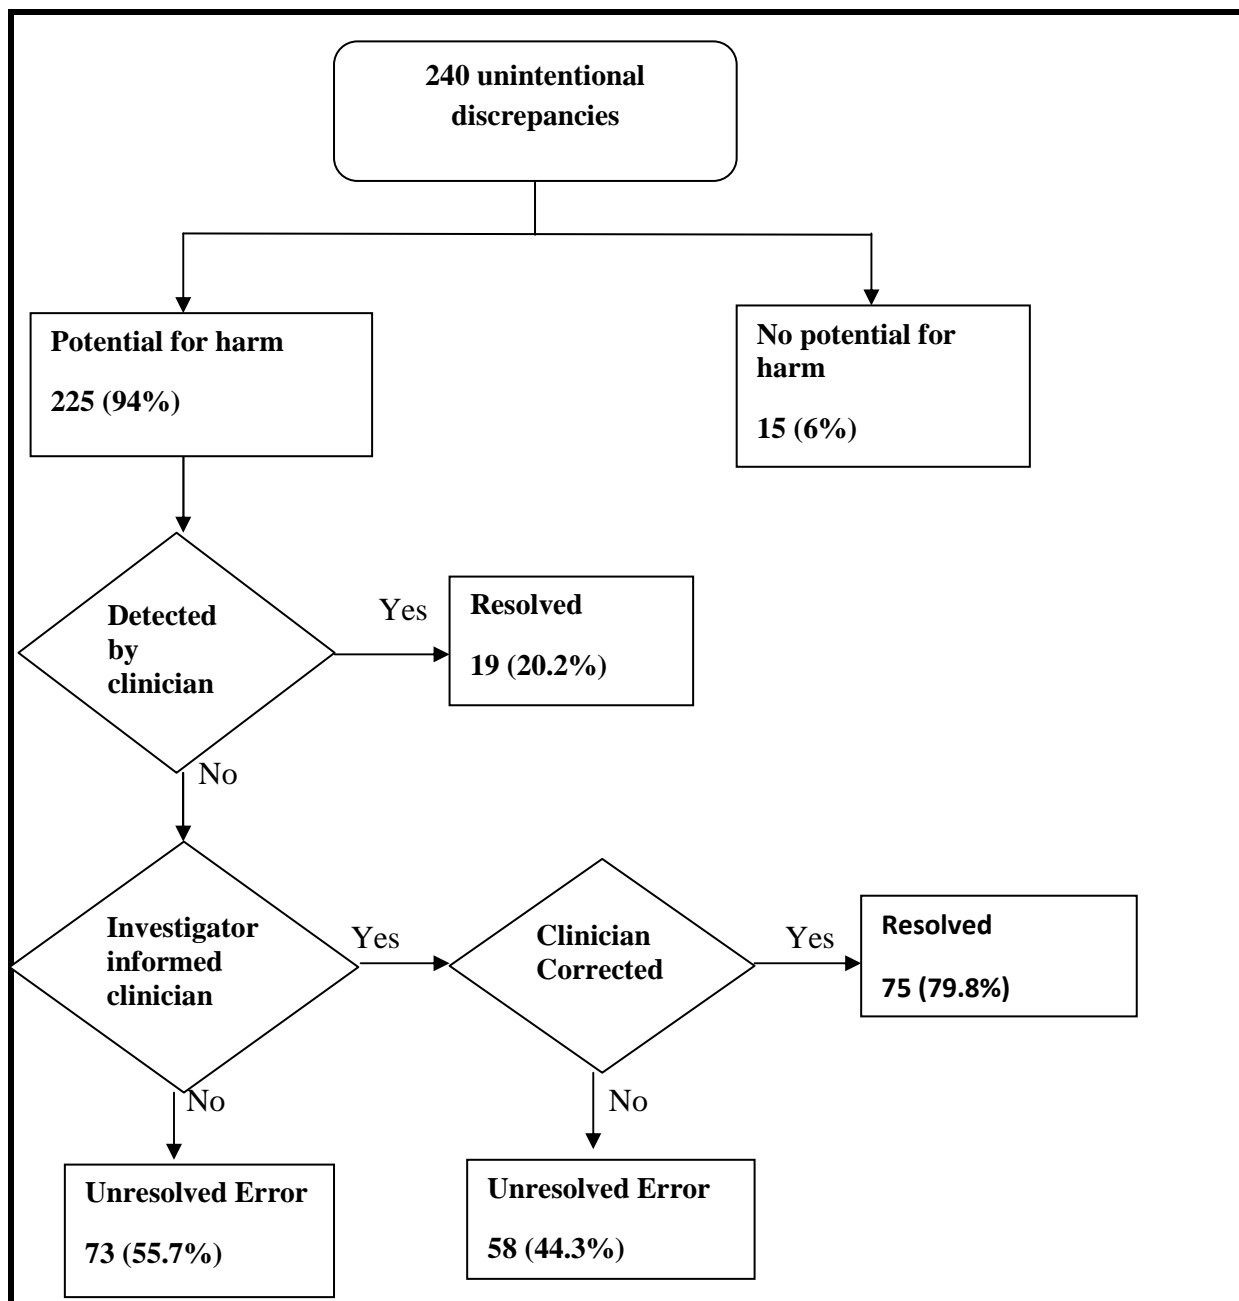 240 unintentional
discrepancies
Potential for harm
225 (94%)
No potential for
harm
15 (6%)
Detected
by
clinician
Yes
Resolved
19 (20.2%)
No
Investigator
informed
clinician
Yes
Clinician
Corrected
Yes
Resolved
75 (79.8%)
No
No
Unresolved Error
73 (55.7%)
Unresolved Error
58 (44.3%)